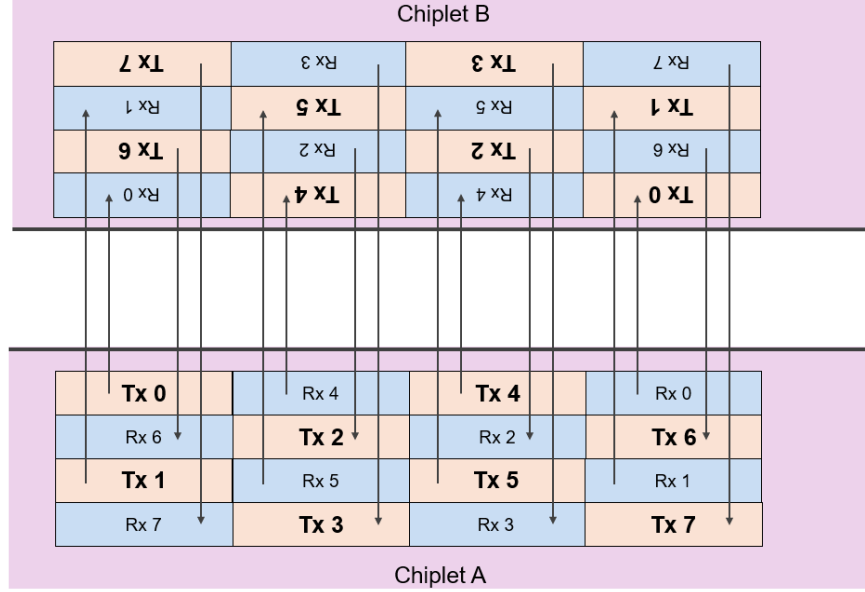 Chiplet B
Tx 7 Rx 3 Tx 3 Rx 7
Rx 1 Tx 5 Rx 5 Tx 1
Tx 6 Rx 2 Tx 2 Rx 6
Rx 0 Tx 4 Rx 4 Tx 0
Tx 0 Rx 4 Tx 4 Rx 0
Rx 6 Tx 2 Rx 2 Tx 6
Tx 1 Rx 5 Tx 5 Rx 1
Rx 7 Tx 3 Rx 3 Tx 7
Chiplet A